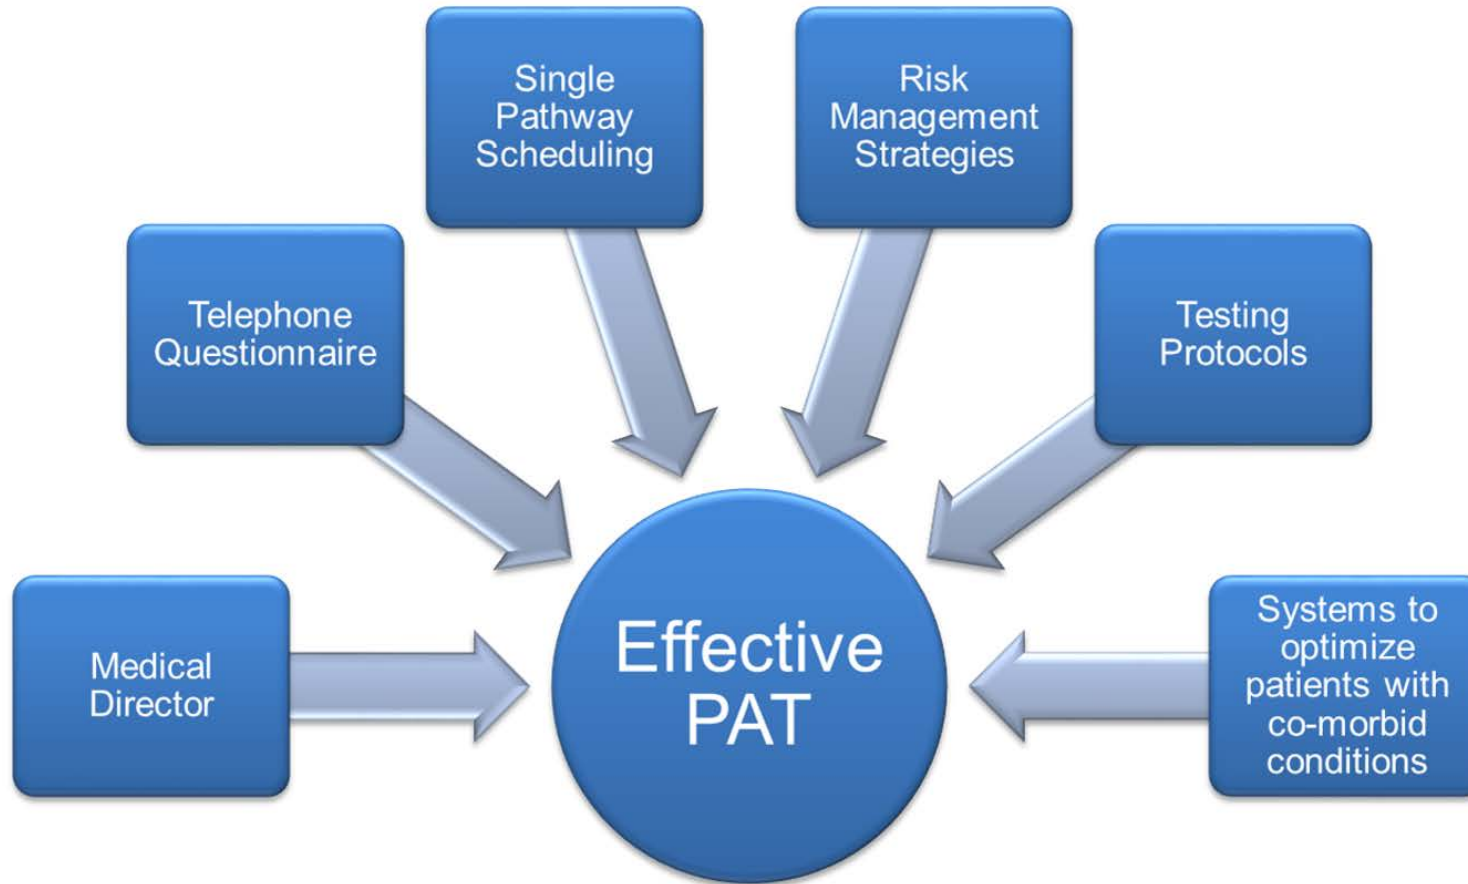 Single
Pathway
Scheduling
Risk
Management
Strategies
Telephone
Questionnaire
Testing
Protocols
Medical
Director
Effective
PAT
Systems to
optimize
patients with
co-morbid
conditions